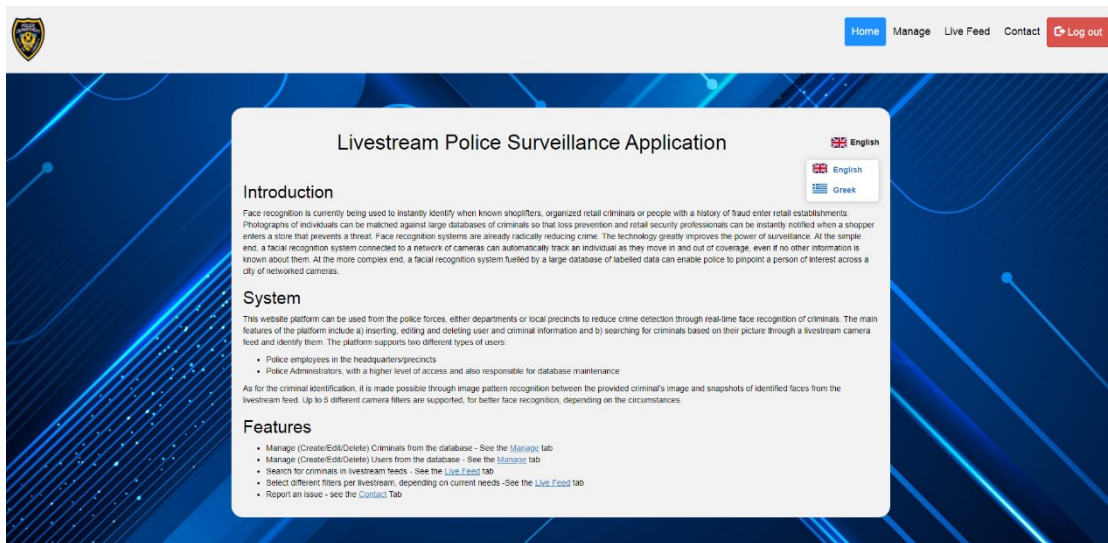 POLICE
DEPARTMENT
Home Manage Live Feed Contact Log out
Livestream Police Surveillance Application
English
English
Greek
Introduction
Face recognition is currently being used to instantly identify when known shoplifters, organized retail criminals or people with a history of fraud enter retail establishments.
Photographs of individuals can be matched against large databases of criminals so that loss prevention and retail security professionals can be instantly notified when a shopper
enters a store that prevents a threat. Face recognition systems are already radically reducing crime. The technology greatly improves the power of surveillance. At the simple
end, a facial recognition system connected to a network of cameras can automatically track an individual as they move in and out of coverage, even if no other information is
known about them. At the more complex end, a facial recognition system fuelled by a large database of labelled data can enable police to pinpoint a person of interest across a
city of networked cameras.
System
This website platform can be used from the police forces, either departments or local precincts to reduce crime detection through real-time face recognition of criminals. The main
features of the platform include a) inserting, editing and deleting user and criminal information and b) searching for criminals based on their picture through a livestream camera
feed and identify them. The platform supports two different types of users:
• Police employees in the headquarters/precincts
• Police Administrators, with a higher level of access and also responsible for database maintenance
As for the criminal identification, it is made possible through image pattern recognition between the provided criminal's image and snapshots of identified faces from the
livestream feed. Up to 5 different camera filters are supported, for better face recognition, depending on the circumstances.
Features
• Manage (Create/Edit/Delete) Criminals from the database - See the Manage tab
• Manage (Create/Edit/Delete) Users from the database - See the Manage tab
• Search for criminals in livestream feeds - See the Live Feed tab
• Select different filters per livestream, depending on current needs -See the Live Feed tab
• Report an issue - see the Contact Tab